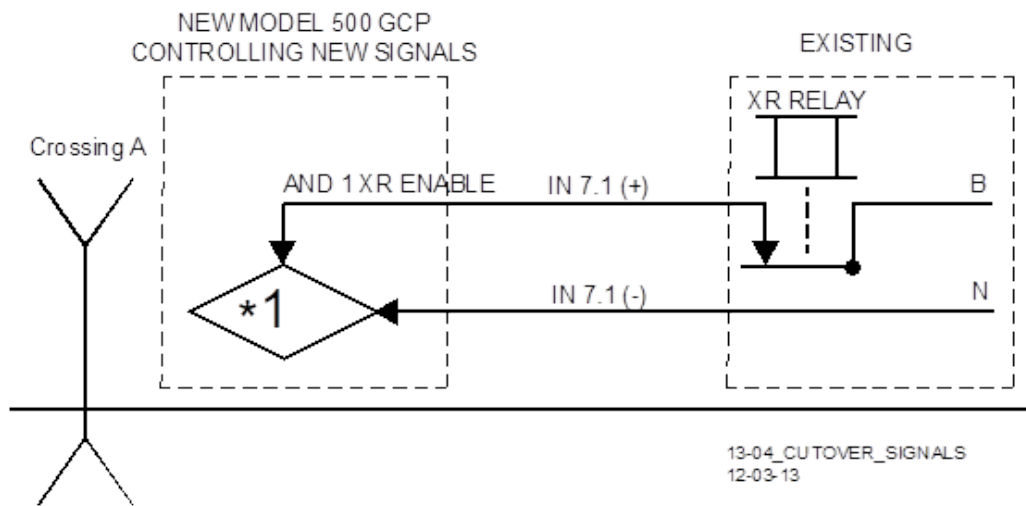 NEW MODEL 500 GCP
CONTROLLING NEW SIGNALS
EXISTING
XR RELAY
Crossing A
AND 1 XR ENABLE
IN 7.1 (+)
B
*1
IN 7.1 (-)
N
13-04_CUTOVER_SIGNALS
12-03-13